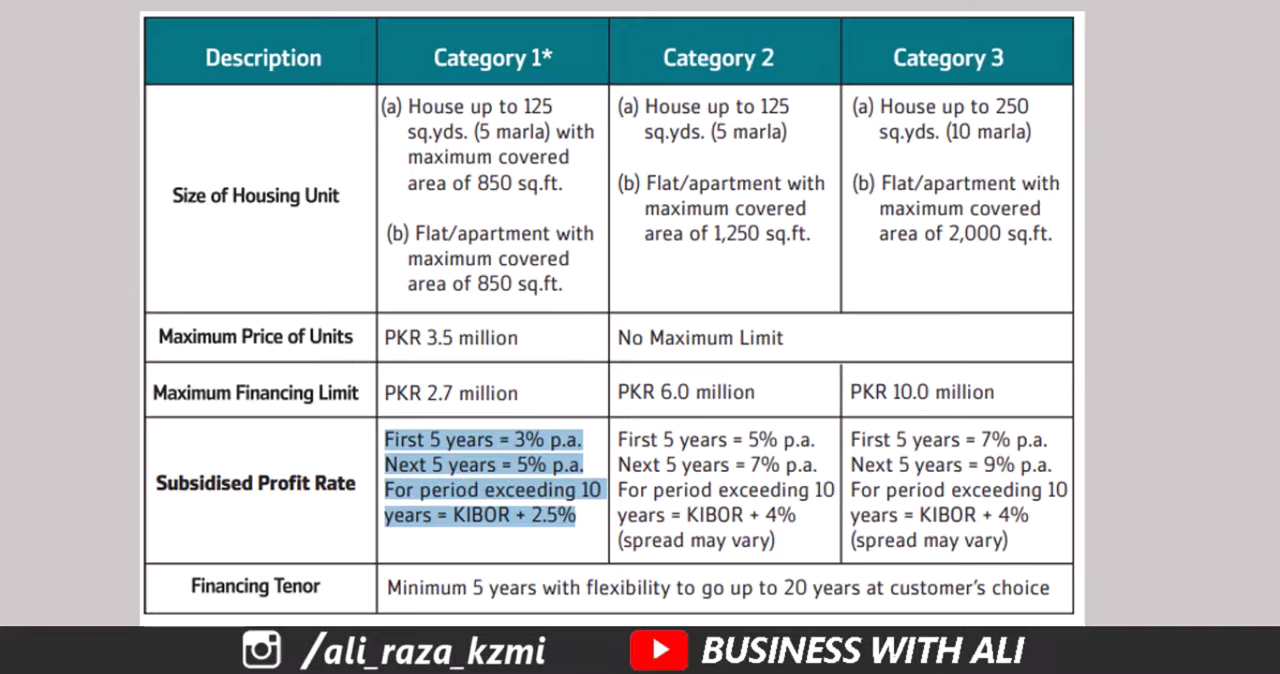 Description
Category 1*
Category 2
Category 3
Size of Housing Unit
(a) House up to 125
sq.yds. (5 marla) with
maximum covered
area of 850 sq.ft.
(b) Flat/apartment with
maximum covered
area of 850 sq.ft.
(a) House up to 125
sq.yds. (5 marla)
(b) Flat/apartment with
maximum covered
area of 1,250 sq.ft.
(a) House up to 250
sq.yds. (10 marla)
(b) Flat/apartment with
maximum covered
area of 2,000 sq.ft.
Maximum Price of Units
PKR 3.5 million
No Maximum Limit
Maximum Financing Limit
PKR 2.7 million
PKR 6.0 million
PKR 10.0 million
Subsidised Profit Rate
First 5 years = 3% p.a.
Next 5 years = 5% p.a.
For period exceeding 10
years = KIBOR + 2.5%
First 5 years = 5% p.a.
Next 5 years = 7% p.a.
For period exceeding 10
years = KIBOR + 4%
(spread may vary)
First 5 years = 7% p.a.
Next 5 years = 9% p.a.
For period exceeding 10
years = KIBOR + 4%
(spread may vary)
Financing Tenor
Minimum 5 years with flexibility to go up to 20 years at customer's choice
/ali_raza_kzmi
BUSINESS WITH ALI